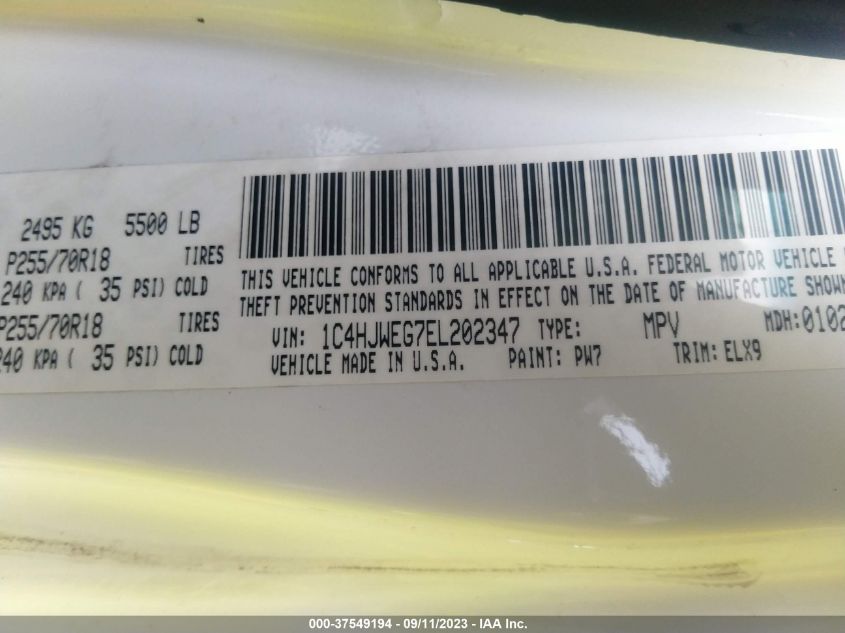 2495 KG 5500 LB
P255/70R18 TIRES
240 KPA ( 35 PSI) COLD
P255/70R18 TIRES
240 KPA ( 35 PSI) COLD
THIS VEHICLE CONFORMS TO ALL APPLICABLE U.S.A. FEDERAL MOTOR VEHICLE
THEFT PREVENTION STANDARDS IN EFFECT ON THE DATE OF MANUFACTURE SHOWN
VIN: 1C4HJWEG7EL202347 TYPE: MPV MDH:0102
VEHICLE MADE IN U.S.A. PAINT: PW7 TRIM: ELX9
000-37549194 - 09/11/2023 - IAA Inc.